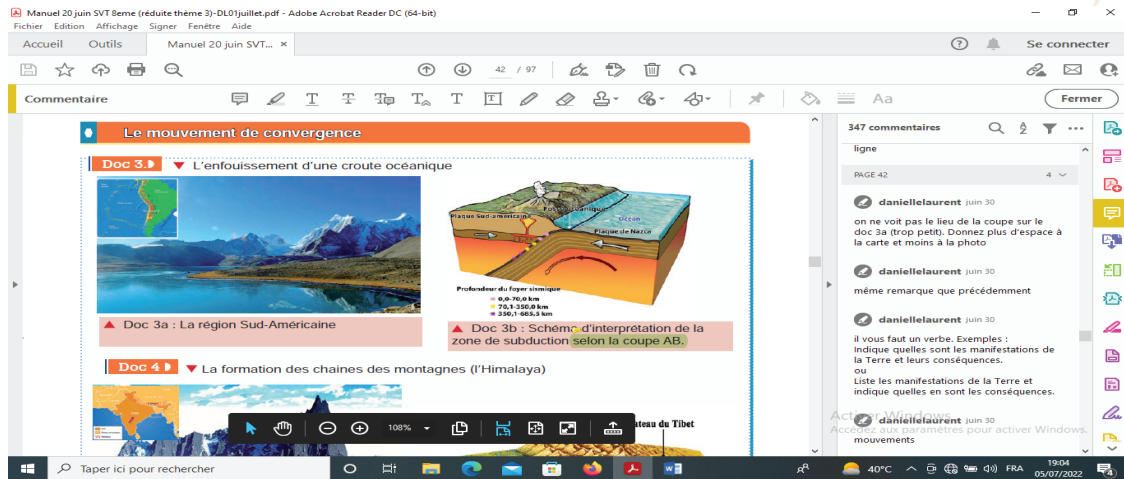 Manuel 20 juin SVT 8eme (réduite thème 3)-DL01juillet.pdf - Adobe Acrobat Reader DC (64-bit)
Fichier Edition Affichage Signer Fenêtre Aide
Accueil Outils Manuel 20 juin SVT... × Se connecter
42 / 97
Commentaire Aa Fermer
Le mouvement de convergence
Doc 3. L'enfouissement d'une croute océanique
Plaque Sud-américaine
Océan
Plaque de Nazca
Profondeur du foyer sismique
0,0-70,0 km
70,1-350,0 km
350,1-685,5 km
Doc 3a : La région Sud-Américaine
Doc 3b : Schéma d'interprétation de la
zone de subduction selon la coupe AB.
Doc 4 La formation des chaines des montagnes (l'Himalaya)
108%
ateau du Tibet
347 commentaires
ligne
PAGE 42 4
daniellelaurent juin 30
on ne voit pas le lieu de la coupe sur le
doc 3a (trop petit). Donnez plus d'espace à
la carte et moins à la photo
daniellelaurent juin 30
même remarque que précédemment
daniellelaurent juin 30
il vous faut un verbe. Exemples :
Indique quelles sont les manifestations de
la Terre et leurs conséquences.
ou
Liste les manifestations de la Terre et
indique quelles en sont les conséquences.
Activer Windows
daniellelaurent juin 30
Accédez aux paramètres pour activer Windows.
mouvements
Taper ici pour rechercher
40°C FRA 19:04
05/07/2022
4